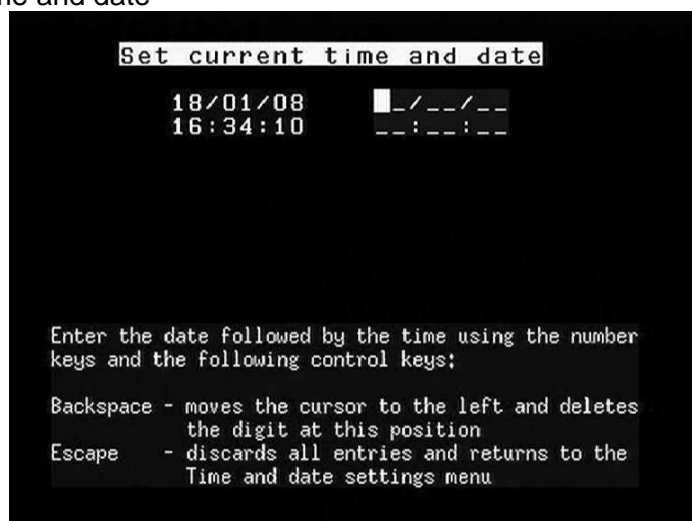 me and date
Set current time and date
18/01/08 _/__/__
16:34:10 __:__:__
Enter the date followed by the time using the number
keys and the following control keys:
Backspace - moves the cursor to the left and deletes
the digit at this position
Escape - discards all entries and returns to the
Time and date settings menu